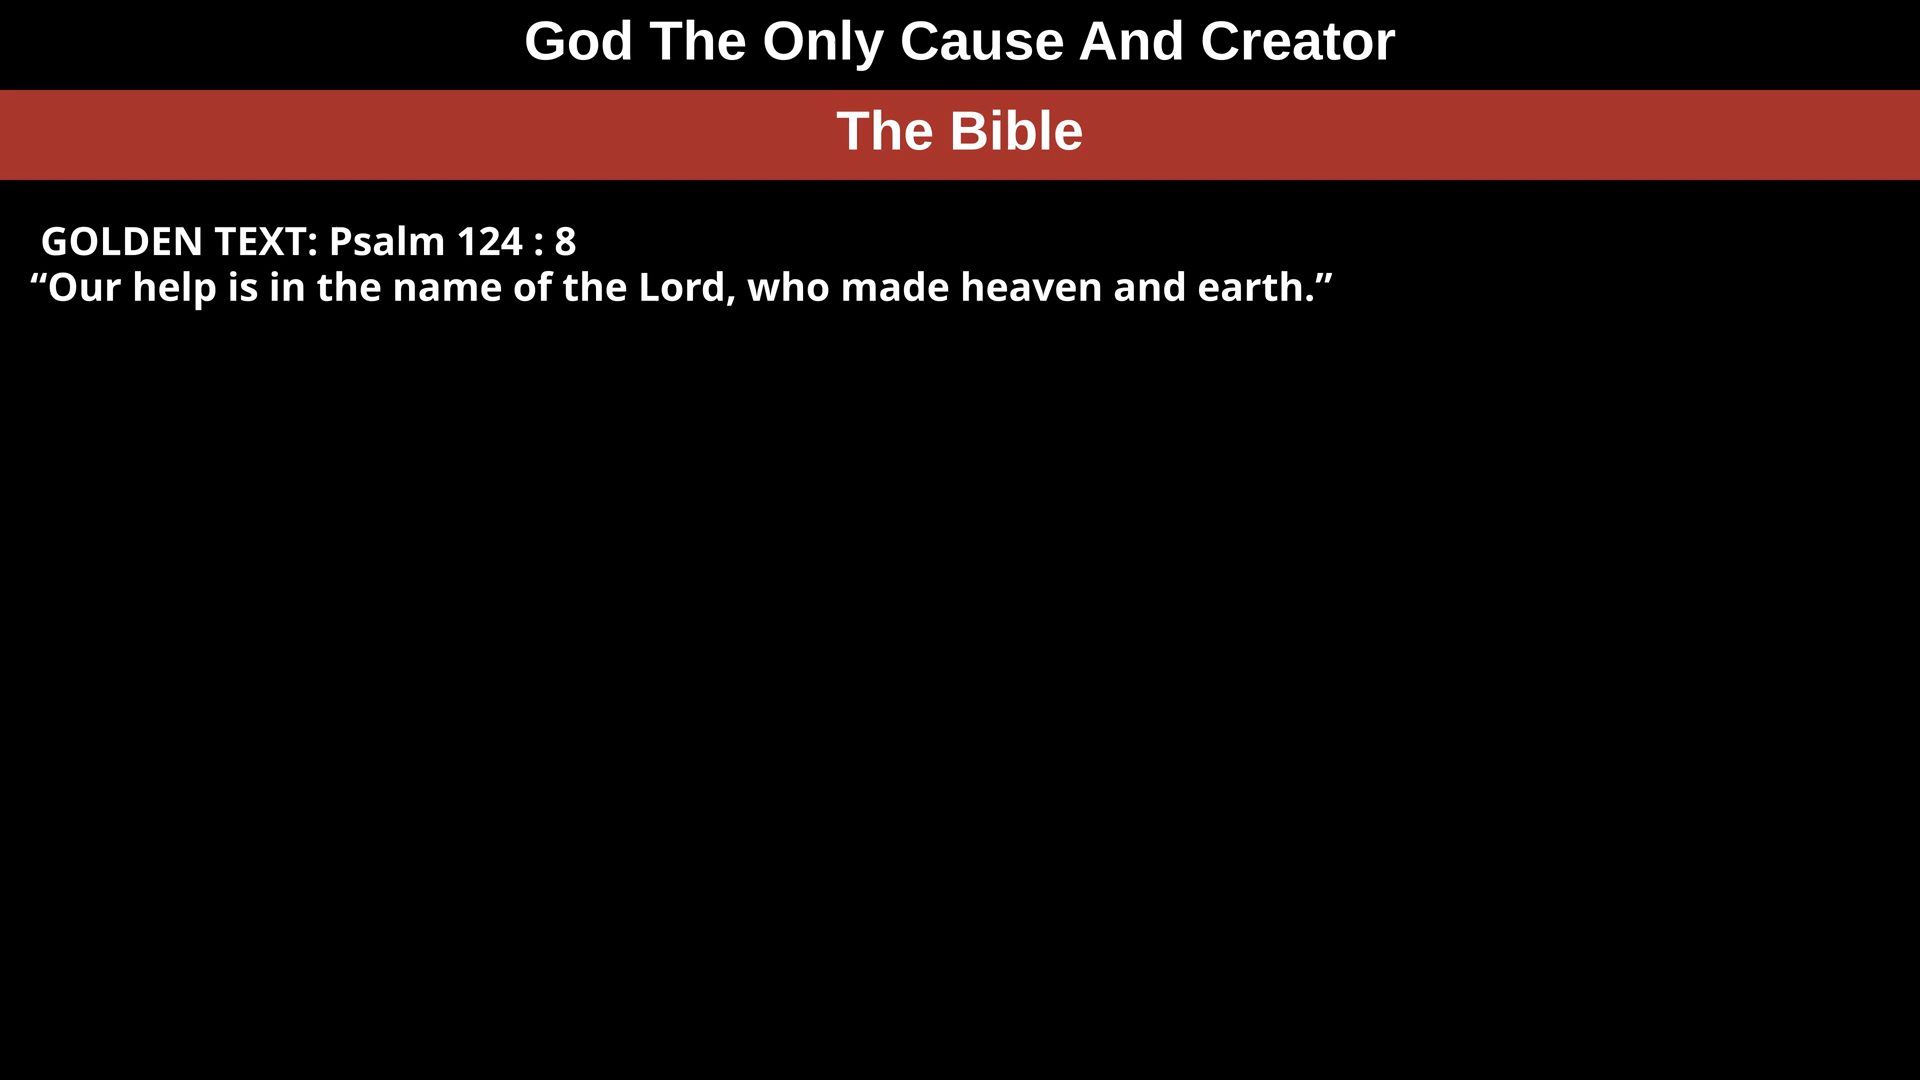 God The Only Cause And Creator
The Bible
GOLDEN TEXT: Psalm 124 : 8
“Our help is in the name of the Lord, who made heaven and earth.”